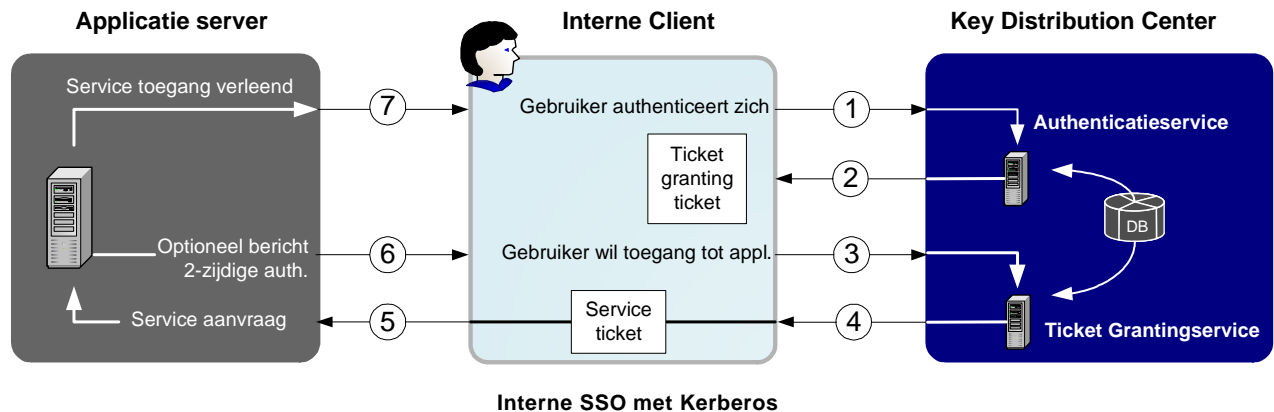 Applicatie server
Interne Client
Key Distribution Center
Service toegang verleend
7
Gebruiker authenticeert zich
1
Authenticatieservice
Ticket
granting
ticket
2
DB
Optioneel bericht
2-zijdige auth.
6
Gebruiker wil toegang tot appl.
3
Service aanvraag
5
Service
ticket
4
Ticket Grantingservice
Interne SSO met Kerberos